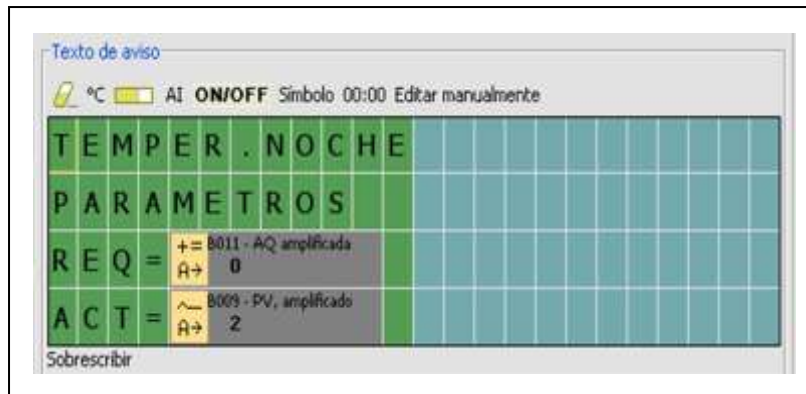 Texto de aviso
°C AI ON/OFF Símbolo 00:00 Editar manualmente
TEMPER.NOCHE
PARAMETROS
REQ= += A→ B011 - AQ amplificada 0
ACT= A→ B009 - PV, amplificado 2
Sobrescribir